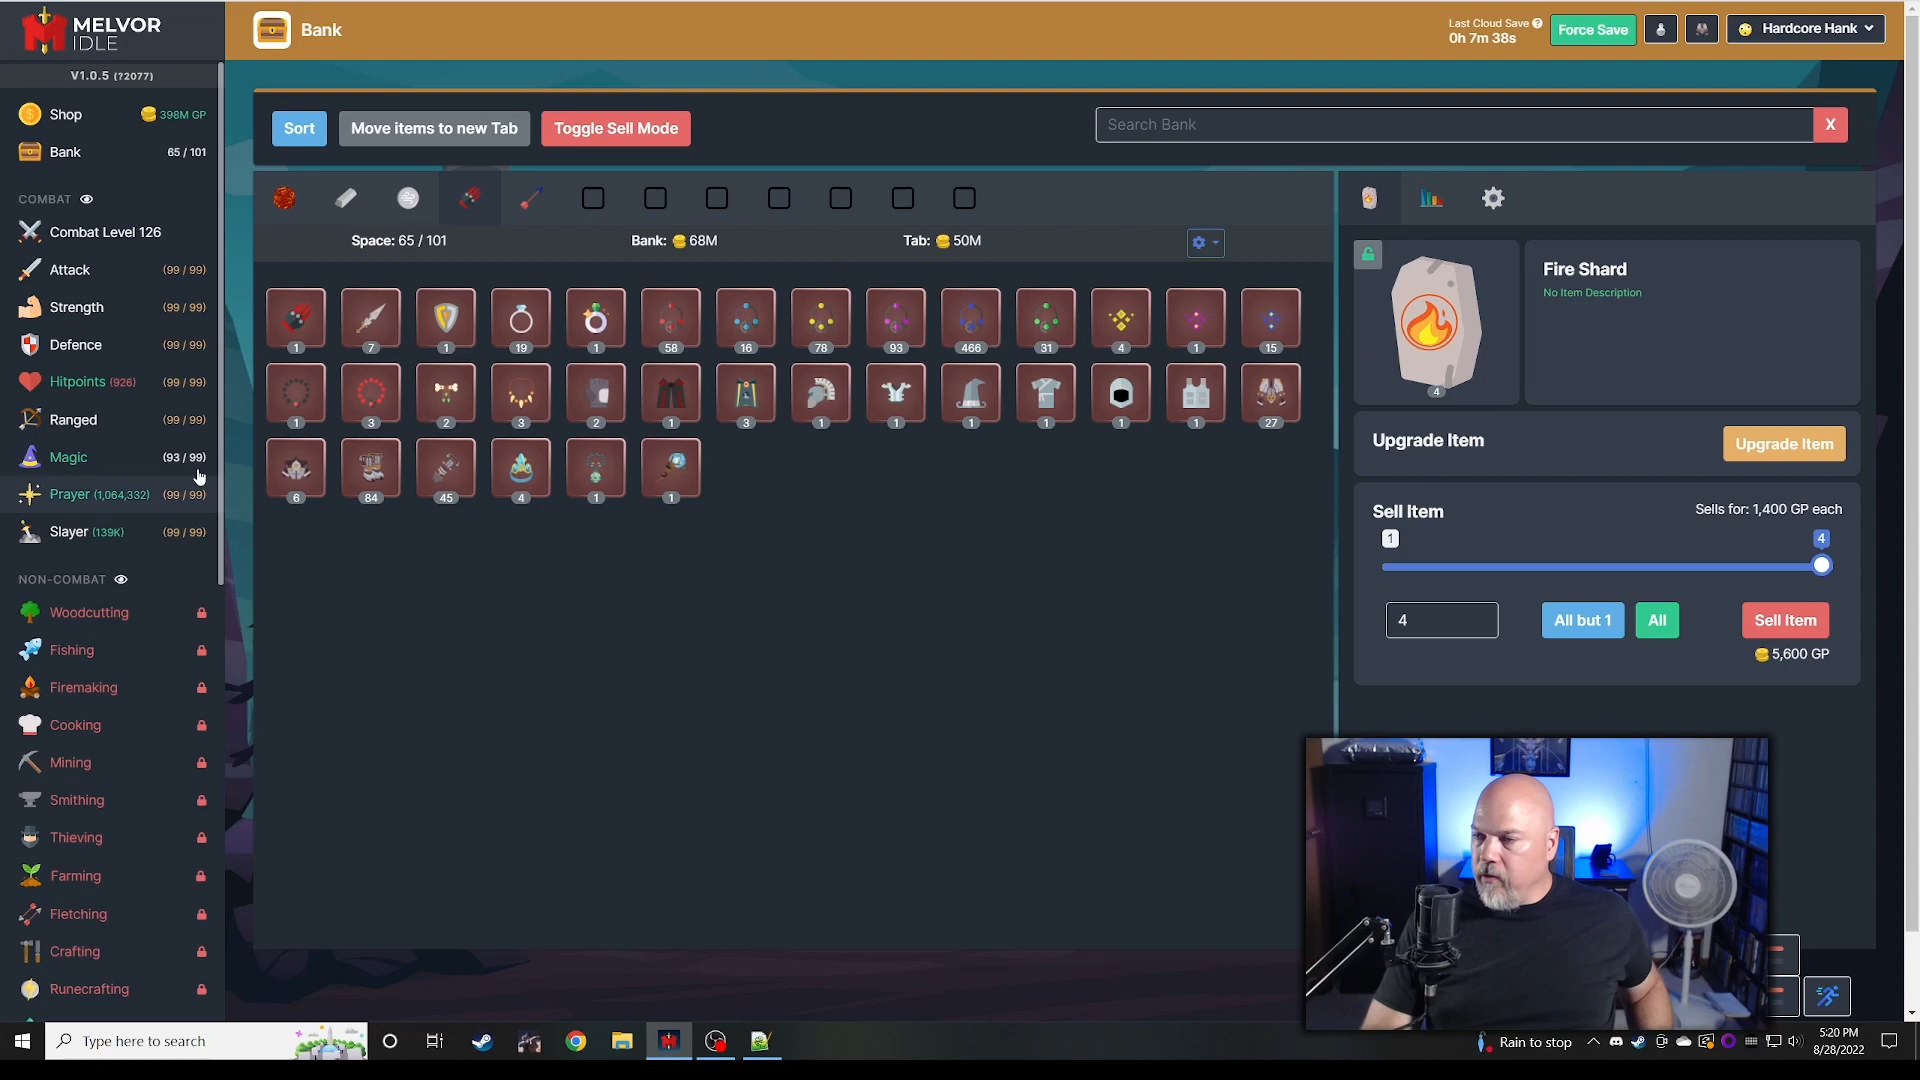 MELVOR
IDLE
V1.0.5 (?2077)
Shop 398M GP
Bank 65 / 101
COMBAT
Combat Level 126
Attack (99 / 99)
Strength (99 / 99)
Defence (99 / 99)
Hitpoints (926) (99 / 99)
Ranged (99 / 99)
Magic (93 / 99)
Prayer (1,064,332) (99 / 99)
Slayer (139K) (99 / 99)
NON-COMBAT
Woodcutting
Fishing
Firemaking
Cooking
Mining
Smithing
Thieving
Farming
Fletching
Crafting
Runecrafting
Bank
Last Cloud Save ?
0h 7m 38s
Force Save
Hardcore Hank
Sort Move items to new Tab Toggle Sell Mode
Search Bank X
Space: 65 / 101 Bank: 68M Tab: 50M
1 7 1 19 1 58 16 78 93 466 31 4 1 15
1 3 2 3 2 1 3 1 1 1 1 1 1 27
6 84 45 4 1 1
Fire Shard
No Item Description
4
Upgrade Item Upgrade Item
Sell Item Sells for: 1,400 GP each
1 4
4 All but 1 All Sell Item
5,600 GP
Type here to search
Rain to stop
5:20 PM
8/28/2022